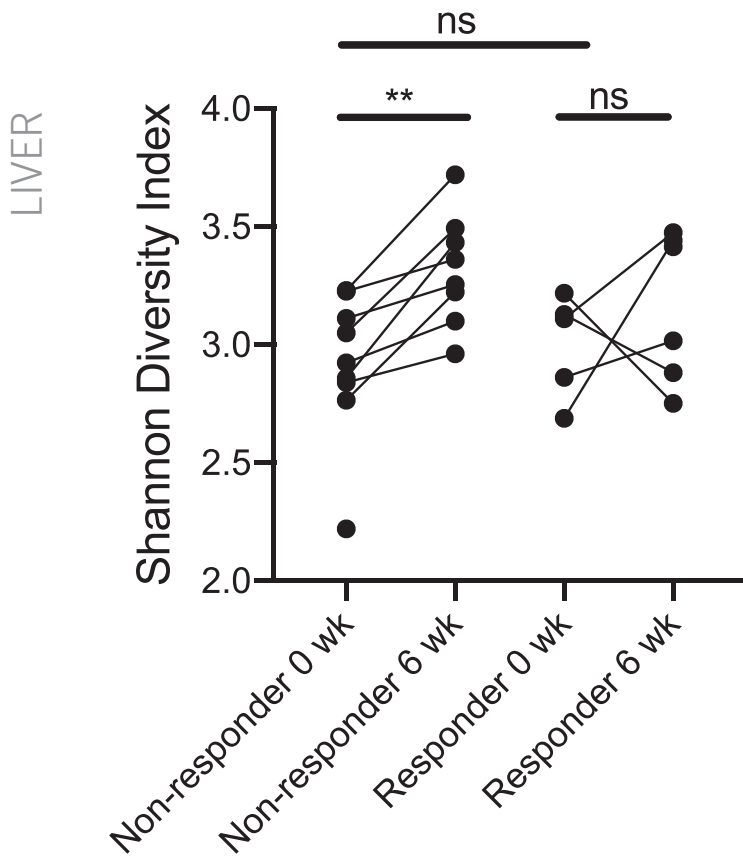 ns
**
ns
LIVER
Shannon Diversity Index
4.0
3.5
3.0
2.5
2.0
Non-responder 0 wk
Non-responder 6 wk
Responder 0 wk
Responder 6 wk